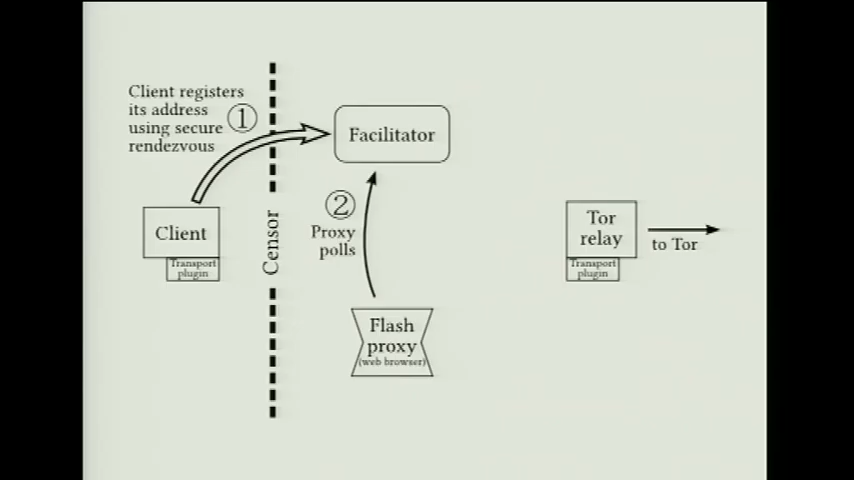 Client registers
its address
using secure
rendezvous
①
Facilitator
②
Proxy
polls
Client
Transport
plugin
Censor
Tor
relay
Transport
plugin
to Tor
Flash
proxy
(web browser)